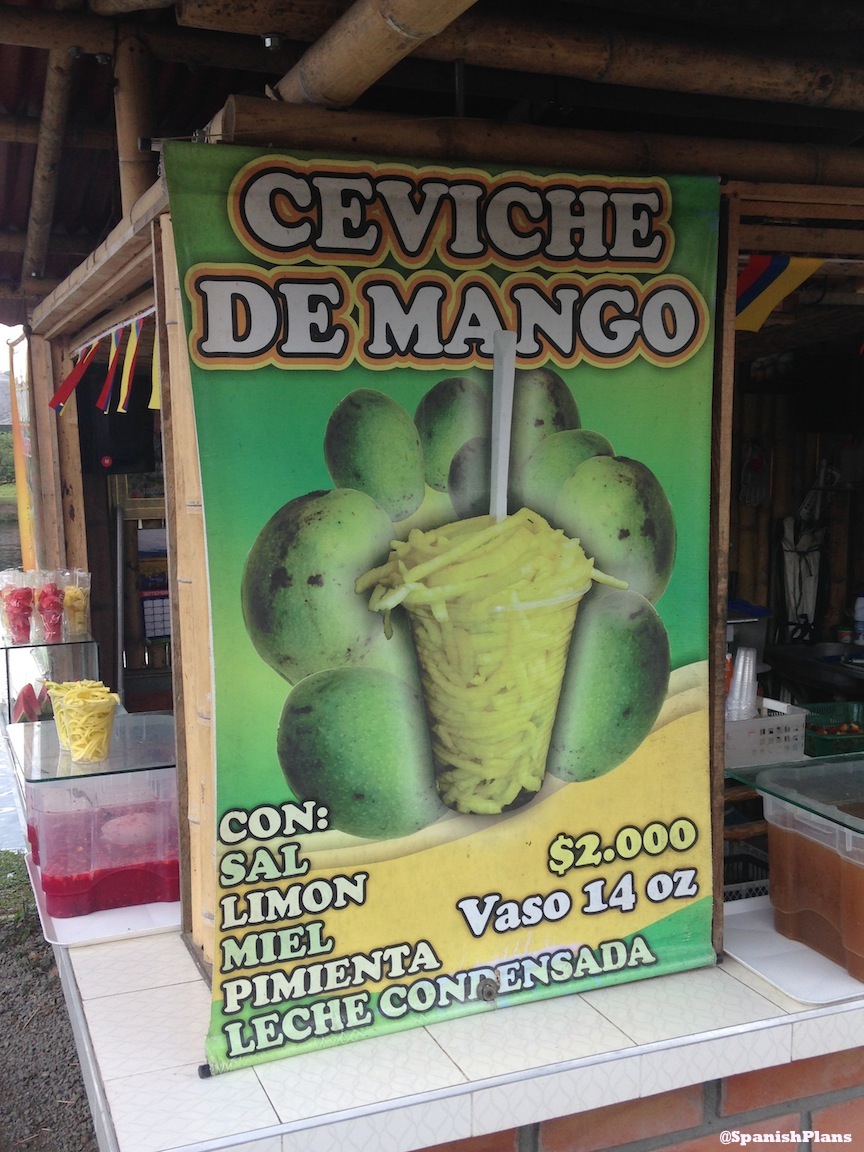 CEVICHE
DE MANGO
CON:
SAL
LIMON
MIEL
PIMIENTA
LECHE CONDENSADA
$2.000
Vaso 14 oz
@SpanishPlans